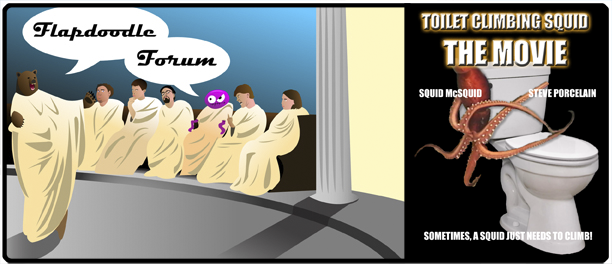 Flapdoodle
Forum
TOILET CLIMBING SQUID
THE MOVIE
SQUID McSQUID STEVE PORCELAIN
SOMETIMES, A SQUID JUST NEEDS TO CLIMB!